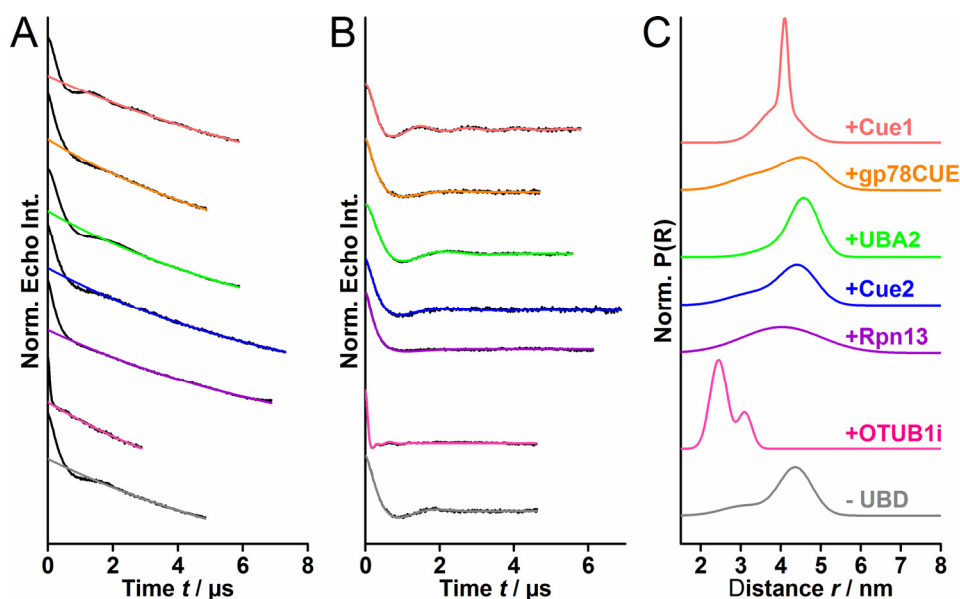 A
Norm. Echo Int.
0 2 4 6 8
Time t / µs
B
Norm. Echo Int.
0 2 4 6
Time t / µs
C
Norm. P(R)
+Cue1
+gp78CUE
+UBA2
+Cue2
+Rpn13
+OTUB1i
- UBD
2 3 4 5 6 7 8
Distance r / nm